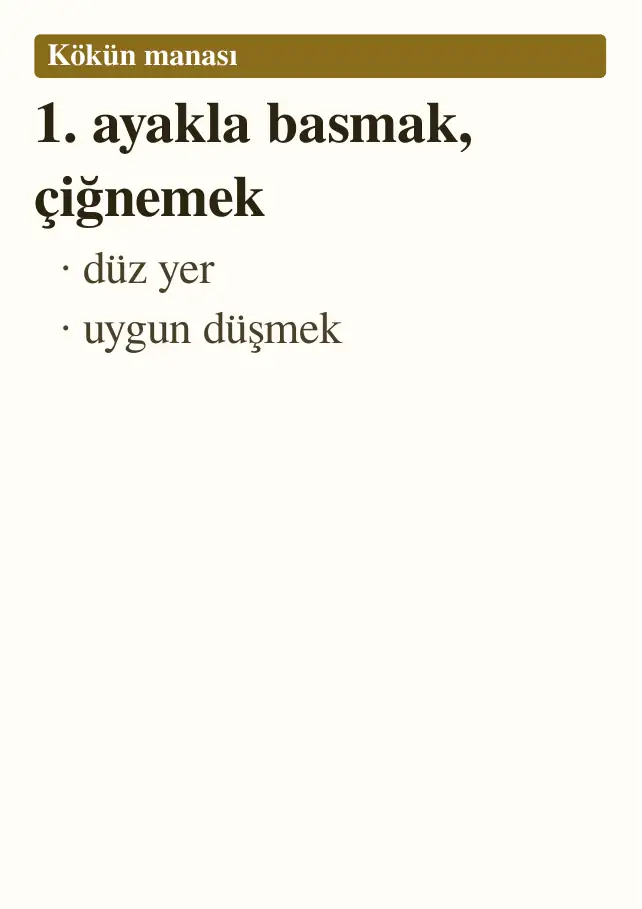 Kökün manası
1. ayakla basmak,
çiğnemek
· düz yer
· uygun düşmek